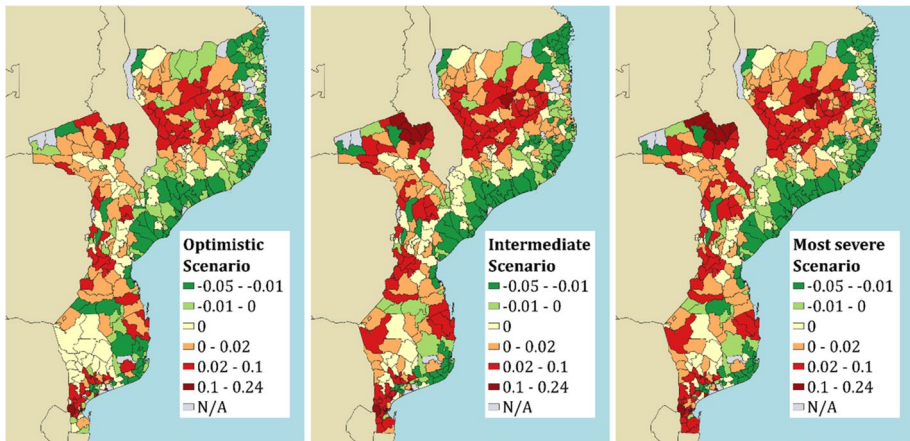 Optimistic
Scenario
-0.05 - -0.01
-0.01 - 0
0
0 - 0.02
0.02 - 0.1
0.1 - 0.24
N/A
Intermediate
Scenario
-0.05 - -0.01
-0.01 - 0
0
0 - 0.02
0.02 - 0.1
0.1 - 0.24
N/A
Most severe
Scenario
-0.05 - -0.01
-0.01 - 0
0
0 - 0.02
0.02 - 0.1
0.1 - 0.24
N/A